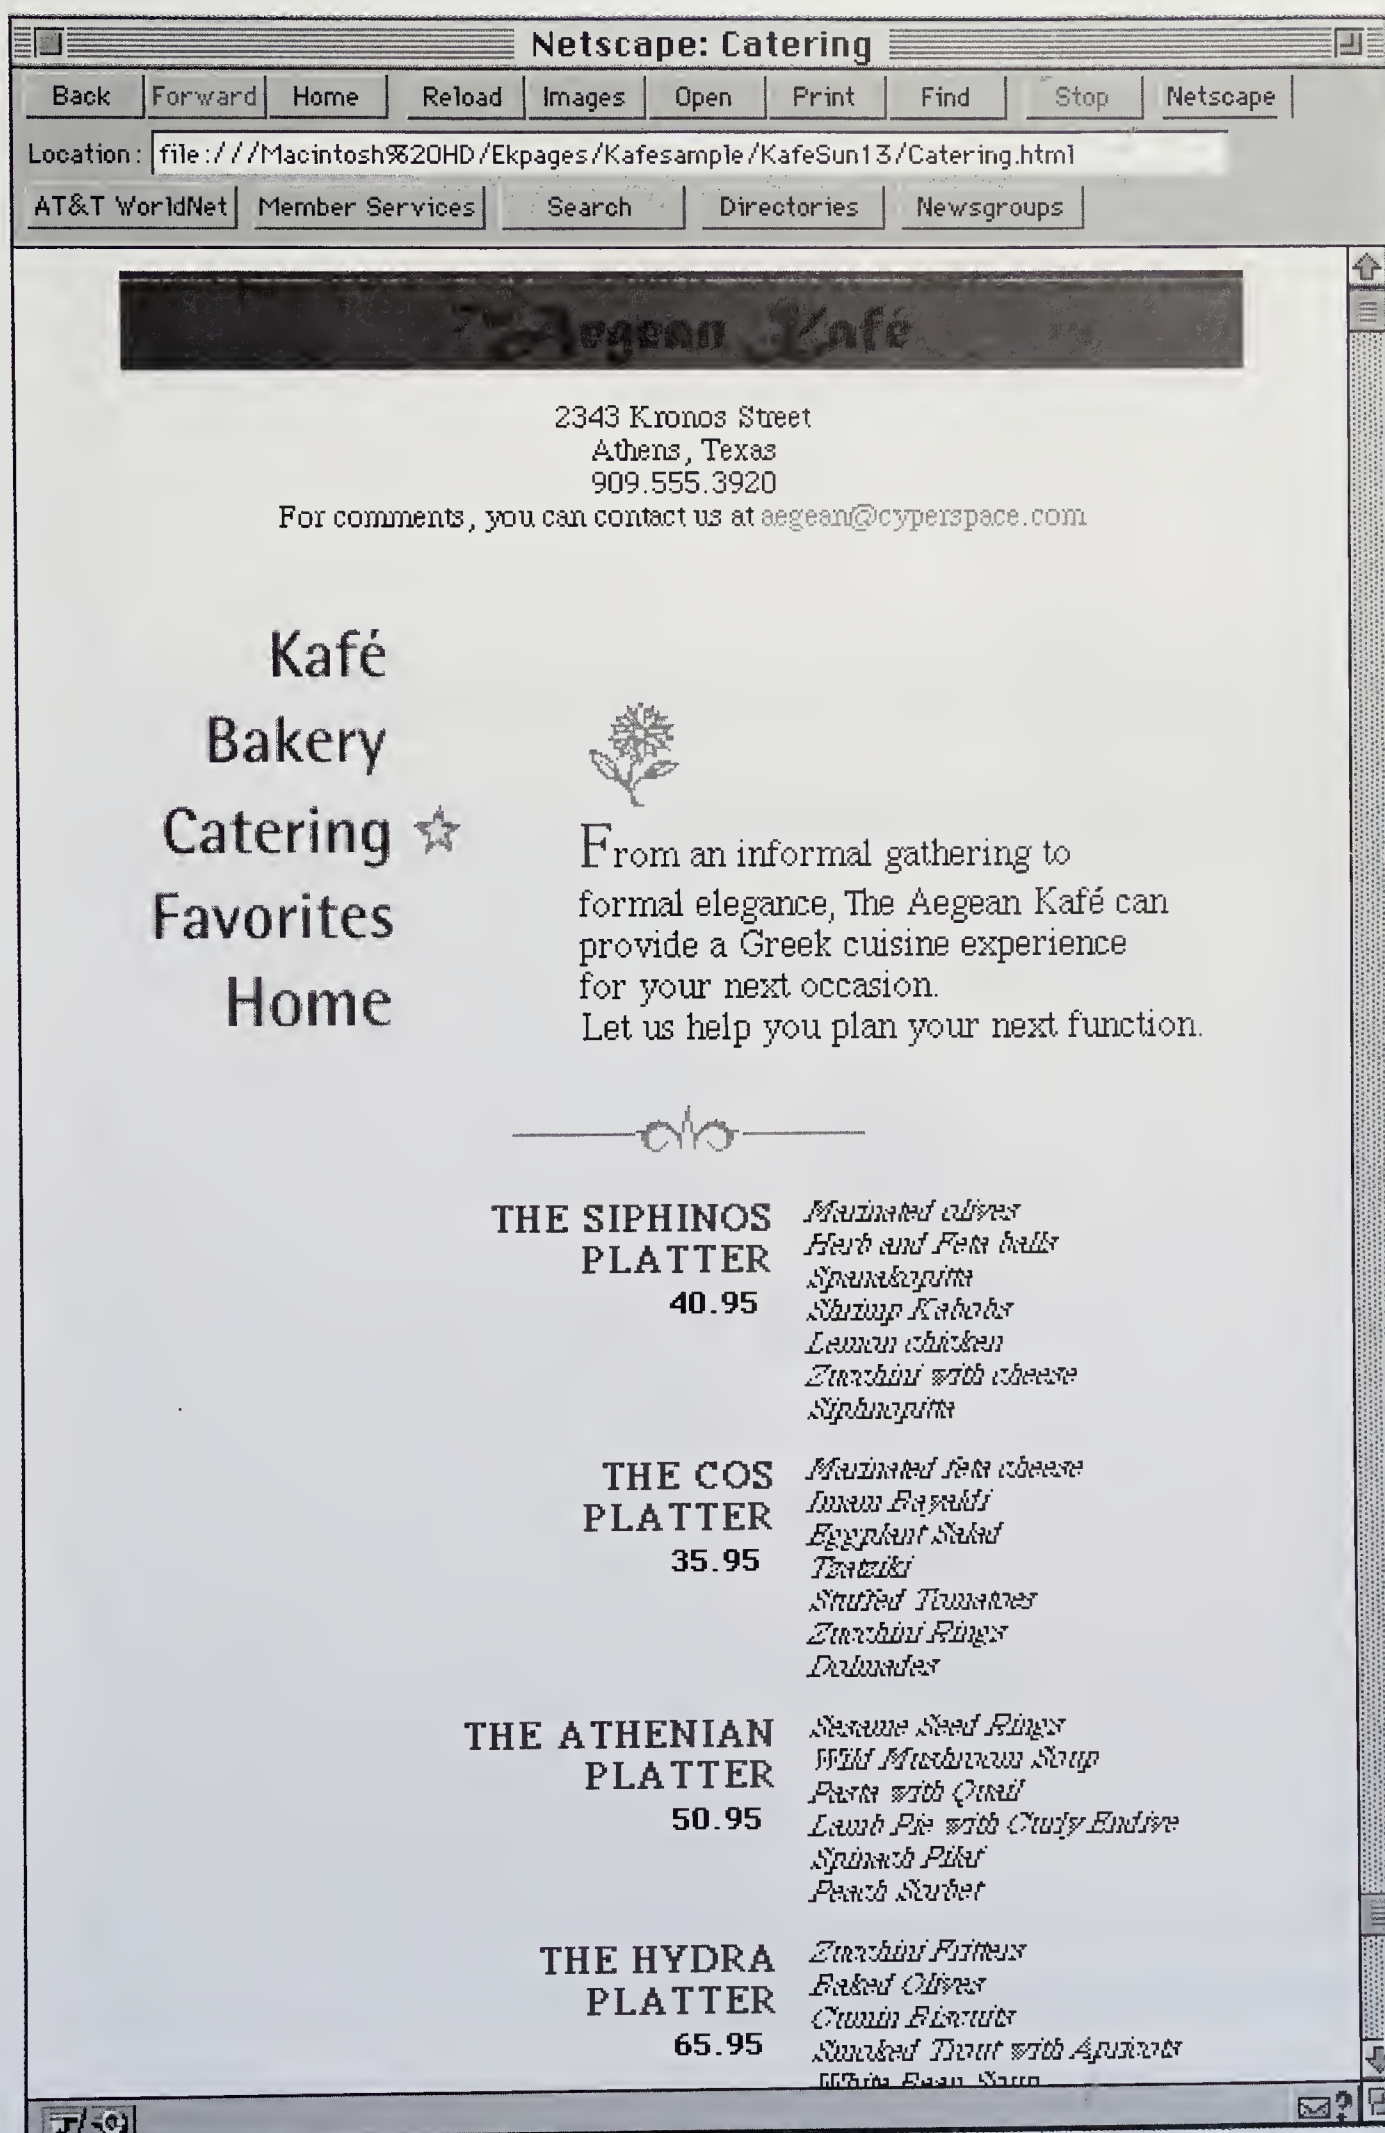 Netscape: Catering
Back Forward Home Reload Images Open Print Find Stop Netscape
Location: file:///Macintosh%20HD/Ekpages/Kafesample/KafeSun13/Catering.html
AT&T WorldNet Member Services Search Directories Newsgroups
The Aegean Kafé
2343 Kronos Street
Athens, Texas
909.555.3920
For comments, you can contact us at aegean@cyperspace.com
Kafé
Bakery
Catering
Favorites
Home
From an informal gathering to
formal elegance, The Aegean Kafé can
provide a Greek cuisine experience
for your next occasion.
Let us help you plan your next function.
THE SIPHINOS
PLATTER
40.95
Marinated olives
Herb and Feta balls
Spanakopitta
Shrimp Kabobs
Lemon chicken
Zucchini with cheese
Siphnopitta
THE COS
PLATTER
35.95
Marinated feta cheese
Imam Bayaldi
Eggplant Salad
Tzatziki
Stuffed Tomatoes
Zucchini Rings
Dolmades
THE ATHENIAN
PLATTER
50.95
Sesame Seed Rings
Wild Mushroom Soup
Pasta with Quail
Lamb Pie with Curly Endive
Spinach Pilaf
Peach Sorbet
THE HYDRA
PLATTER
65.95
Zucchini Fritters
Baked Olives
Cumin Biscuits
Smoked Trout with Apricots
White Bean Soup